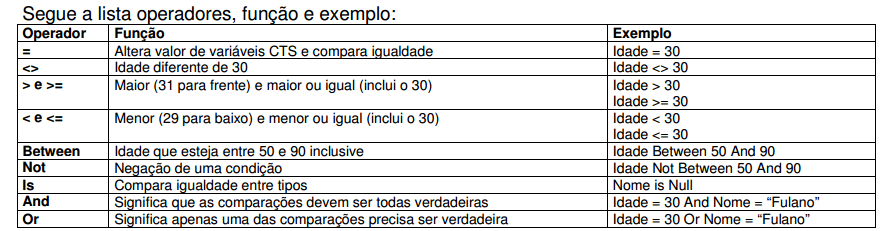 Segue a lista operadores, função e exemplo:
Operador Função Exemplo
= Altera valor de variáveis CTS e compara igualdade Idade = 30
<> Idade diferente de 30 Idade <> 30
> e >= Maior (31 para frente) e maior ou igual (inclui o 30) Idade > 30
Idade >= 30
< e <= Menor (29 para baixo) e menor ou igual (inclui o 30) Idade < 30
Idade <= 30
Between Idade que esteja entre 50 e 90 inclusive Idade Between 50 And 90
Not Negação de uma condição Idade Not Between 50 And 90
Is Compara igualdade entre tipos Nome is Null
And Significa que as comparações devem ser todas verdadeiras Idade = 30 And Nome = “Fulano”
Or Significa apenas uma das comparações precisa ser verdadeira Idade = 30 Or Nome = “Fulano”